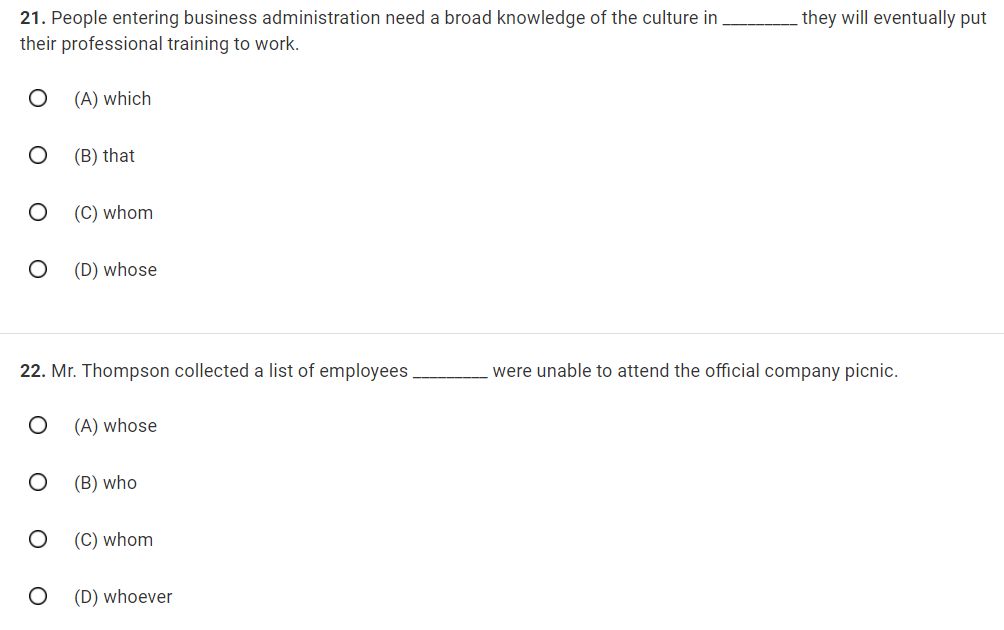 21. People entering business administration need a broad knowledge of the culture in _________ they will eventually put
their professional training to work.
(A) which
(B) that
(C) whom
(D) whose
22. Mr. Thompson collected a list of employees _________ were unable to attend the official company picnic.
(A) whose
(B) who
(C) whom
(D) whoever